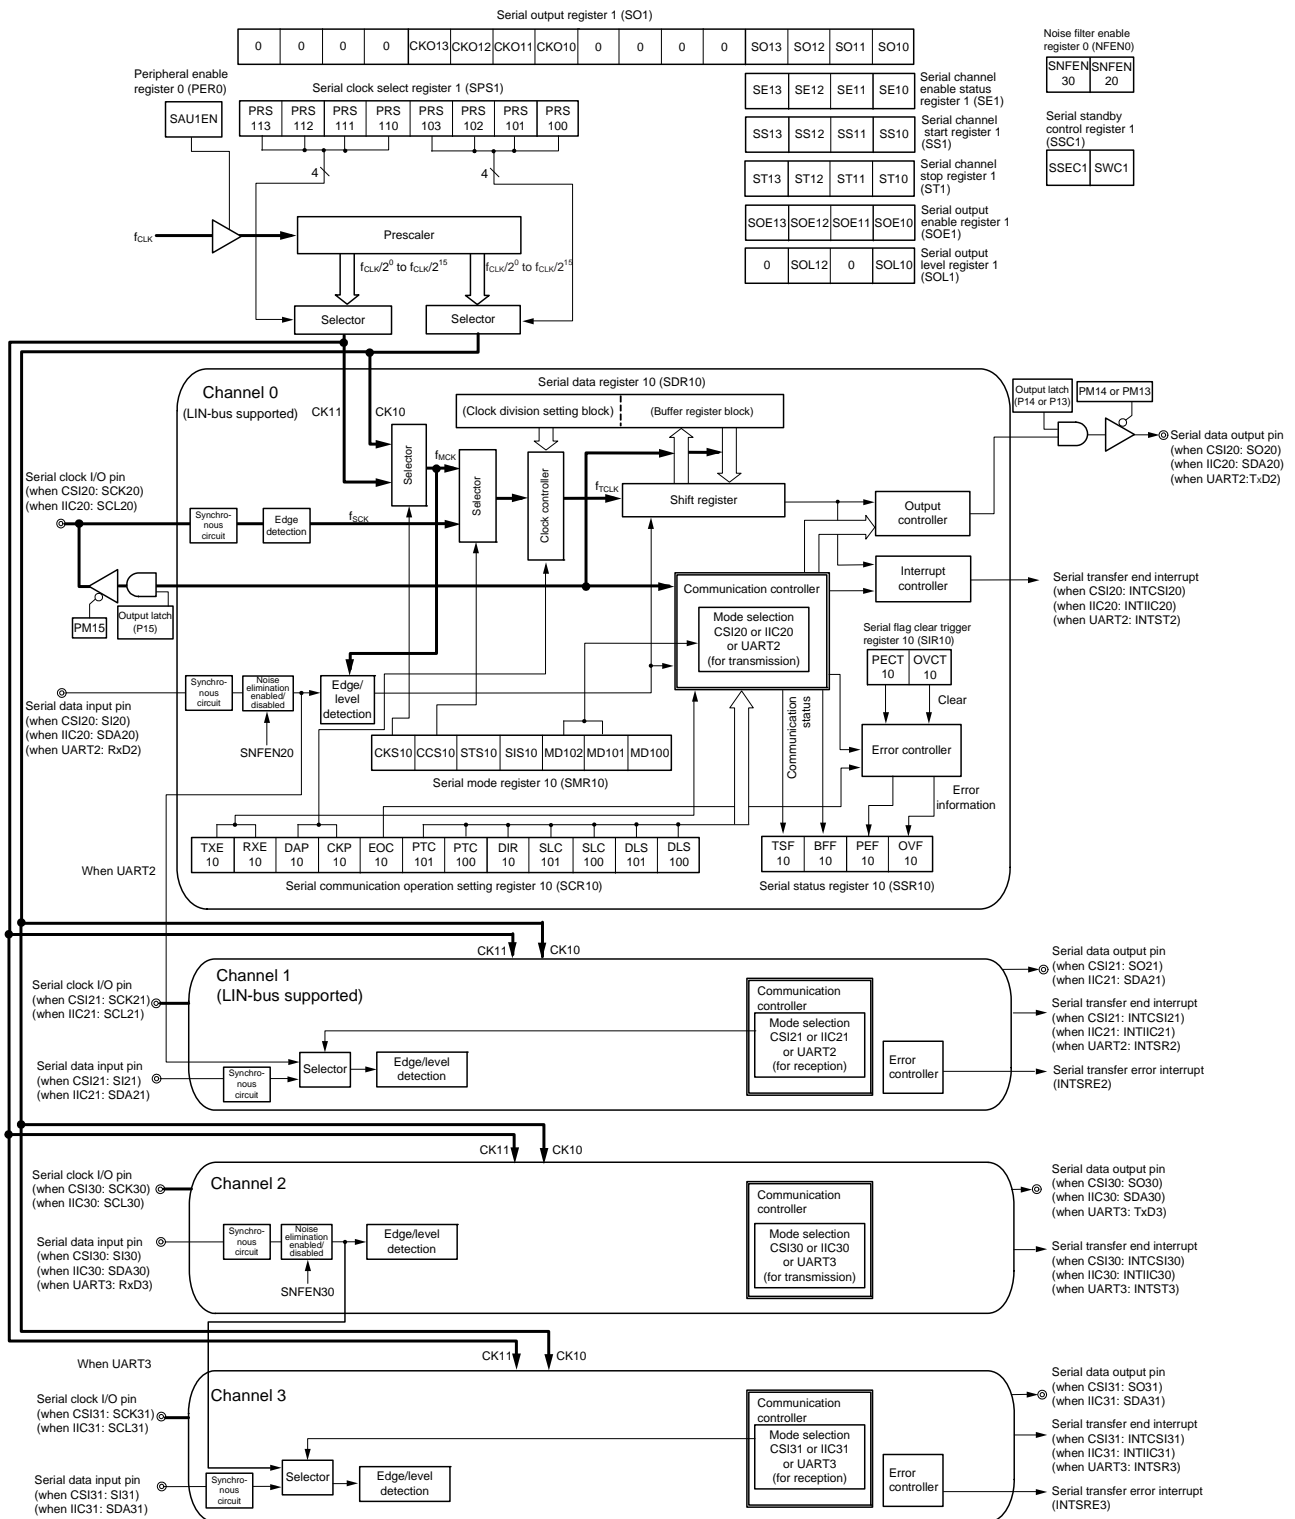 Serial output register 1 (SO1)
0 0 0 0 CKO13 CKO12 CKO11 CKO10 0 0 0 0 SO13 SO12 SO11 SO10
Noise filter enable
register 0 (NFEN0)
SNFEN SNFEN
30 20
Peripheral enable
register 0 (PER0)
SAU1EN
Serial clock select register 1 (SPS1)
PRS PRS PRS PRS PRS PRS PRS PRS
113 112 111 110 103 102 101 100
4 4
SE13 SE12 SE11 SE10
Serial channel
enable status
register 1 (SE1)
SS13 SS12 SS11 SS10
Serial channel
start register 1
(SS1)
Serial standby
control register 1
(SSC1)
SSEC1 SWC1
ST13 ST12 ST11 ST10
Serial channel
stop register 1
(ST1)
SOE13 SOE12 SOE11 SOE10
Serial output
enable register 1
(SOE1)
0 SOL12 0 SOL10
Serial output
level register 1
(SOL1)
fCLK
Prescaler
fCLK/2^0 to fCLK/2^15 fCLK/2^0 to fCLK/2^15
Selector Selector
Channel 0
(LIN-bus supported)
CK11 CK10
Serial data register 10 (SDR10)
(Clock division setting block) (Buffer register block)
Output latch
(P14 or P13)
PM14 or PM13
Serial data output pin
(when CSI20: SO20)
(when IIC20: SDA20)
(when UART2:TxD2)
Serial clock I/O pin
(when CSI20: SCK20)
(when IIC20: SCL20)
Selector
fMCK
Selector
Clock controller
fTCLK
Shift register
Output
controller
Synchro-
nous
circuit
Edge
detection
fSCK
Interrupt
controller
Serial transfer end interrupt
(when CSI20: INTCSI20)
(when IIC20: INTIIC20)
(when UART2: INTST2)
PM15
Output latch
(P15)
Communication controller
Mode selection
CSI20 or IIC20
or UART2
(for transmission)
Serial flag clear trigger
register 10 (SIR10)
PECT OVCT
10 10
Clear
Synchro-
nous
circuit
Noise
elimination
enabled/
disabled
Edge/
level
detection
Serial data input pin
(when CSI20: SI20)
(when IIC20: SDA20)
(when UART2: RxD2)
SNFEN20
CKS10 CCS10 STS10 SIS10 MD102 MD101 MD100
Serial mode register 10 (SMR10)
Communication
status
Error controller
Error
information
TXE RXE DAP CKP EOC PTC PTC DIR SLC SLC DLS DLS
10 10 10 10 10 101 100 10 101 100 101 100
Serial communication operation setting register 10 (SCR10)
TSF BFF PEF OVF
10 10 10 10
Serial status register 10 (SSR10)
When UART2
CK11 CK10
Channel 1
(LIN-bus supported)
Serial clock I/O pin
(when CSI21: SCK21)
(when IIC21: SCL21)
Serial data input pin
(when CSI21: SI21)
(when IIC21: SDA21)
Synchro-
nous
circuit
Selector
Edge/level
detection
Communication
controller
Mode selection
CSI21 or IIC21
or UART2
(for reception)
Error
controller
Serial data output pin
(when CSI21: SO21)
(when IIC21: SDA21)
Serial transfer end interrupt
(when CSI21: INTCSI21)
(when IIC21: INTIIC21)
(when UART2: INTSR2)
Serial transfer error interrupt
(INTSRE2)
CK11 CK10
Channel 2
Serial clock I/O pin
(when CSI30: SCK30)
(when IIC30: SCL30)
Serial data input pin
(when CSI30: SI30)
(when IIC30: SDA30)
(when UART3: RxD3)
Synchro-
nous
circuit
Noise
elimination
enabled/
disabled
Edge/level
detection
SNFEN30
Communication
controller
Mode selection
CSI30 or IIC30
or UART3
(for transmission)
Serial data output pin
(when CSI30: SO30)
(when IIC30: SDA30)
(when UART3: TxD3)
Serial transfer end interrupt
(when CSI30: INTCSI30)
(when IIC30: INTIIC30)
(when UART3: INTST3)
When UART3
CK11 CK10
Channel 3
Serial clock I/O pin
(when CSI31: SCK31)
(when IIC31: SCL31)
Serial data input pin
(when CSI31: SI31)
(when IIC31: SDA31)
Synchro-
nous
circuit
Selector
Edge/level
detection
Communication
controller
Mode selection
CSI31 or IIC31
or UART3
(for reception)
Error
controller
Serial data output pin
(when CSI31: SO31)
(when IIC31: SDA31)
Serial transfer end interrupt
(when CSI31: INTCSI31)
(when IIC31: INTIIC31)
(when UART3: INTSR3)
Serial transfer error interrupt
(INTSRE3)